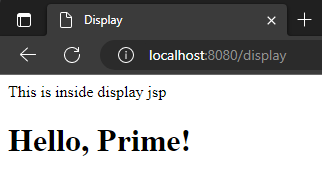 Display
localhost:8080/display
This is inside display jsp
Hello, Prime!